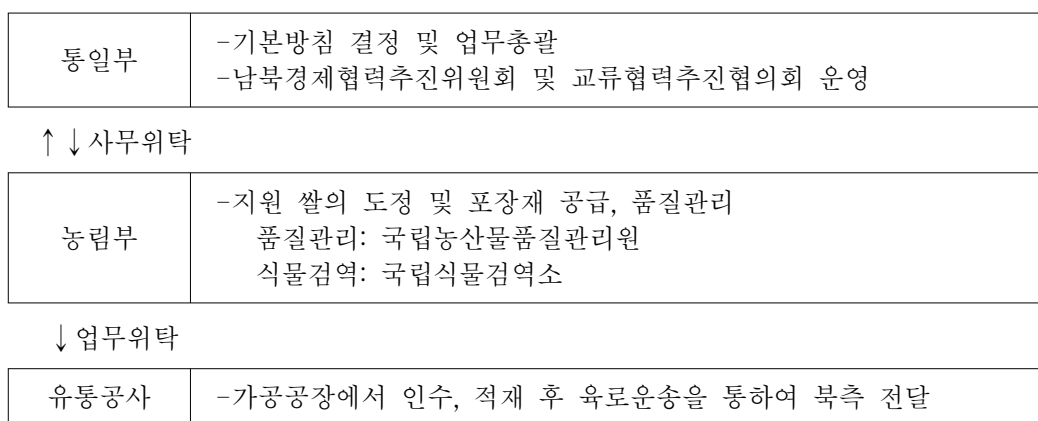 통일부
-기본방침 결정 및 업무총괄
-남북경제협력추진위원회 및 교류협력추진협의회 운영
↑↓사무위탁
농림부
-지원 쌀의 도정 및 포장재 공급, 품질관리
품질관리: 국립농산물품질관리원
식물검역: 국립식물검역소
↓업무위탁
유통공사
-가공공장에서 인수, 적재 후 육로운송을 통하여 북측 전달